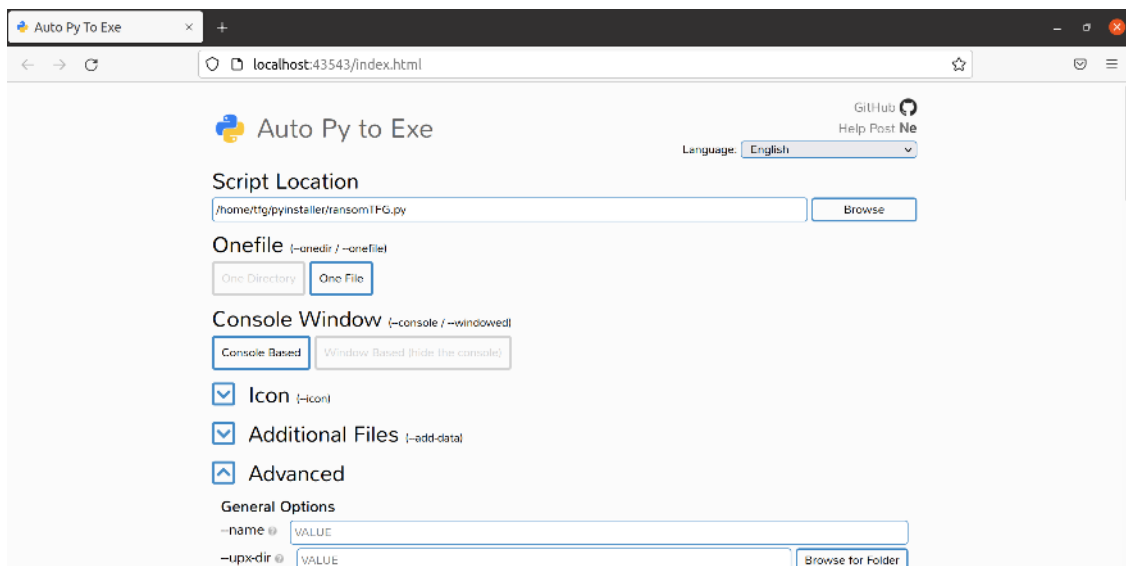 Auto Py To Exe
localhost:43543/index.html
GitHub
Auto Py to Exe
Help Post Ne
Language: English
Script Location
/home/tfg/pyinstaller/ransomTFG.py Browse
Onefile (--onedir / --onefile)
One Directory One File
Console Window (--console / --windowed)
Console Based Window Based (hide the console)
Icon (--icon)
Additional Files (--add-data)
Advanced
General Options
--name VALUE
--upx-dir VALUE Browse for Folder